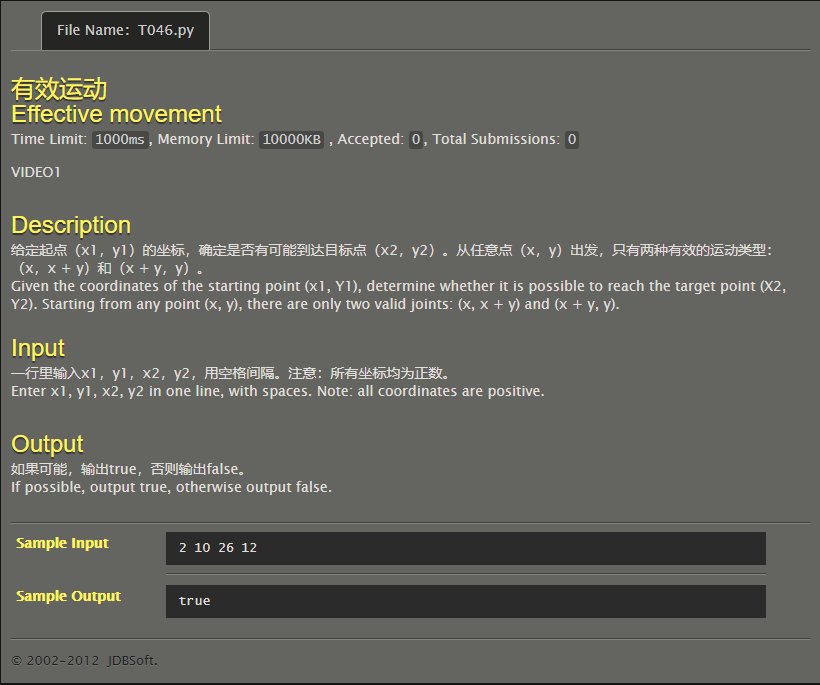 File Name: T046.py
有效运动
Effective movement
Time Limit: 1000ms, Memory Limit: 10000KB , Accepted: 0, Total Submissions: 0
VIDEO1
Description
给定起点（x1，y1）的坐标，确定是否有可能到达目标点（x2，y2）。从任意点（x，y）出发，只有两种有效的运动类型：
（x，x + y）和（x + y，y）。
Given the coordinates of the starting point (x1, Y1), determine whether it is possible to reach the target point (X2,
Y2). Starting from any point (x, y), there are only two valid joints: (x, x + y) and (x + y, y).
Input
一行里输入x1，y1，x2，y2，用空格间隔。注意：所有坐标均为正数。
Enter x1, y1, x2, y2 in one line, with spaces. Note: all coordinates are positive.
Output
如果可能，输出true，否则输出false。
If possible, output true, otherwise output false.
Sample Input
2 10 26 12
Sample Output
true
© 2002-2012 JDBSoft.